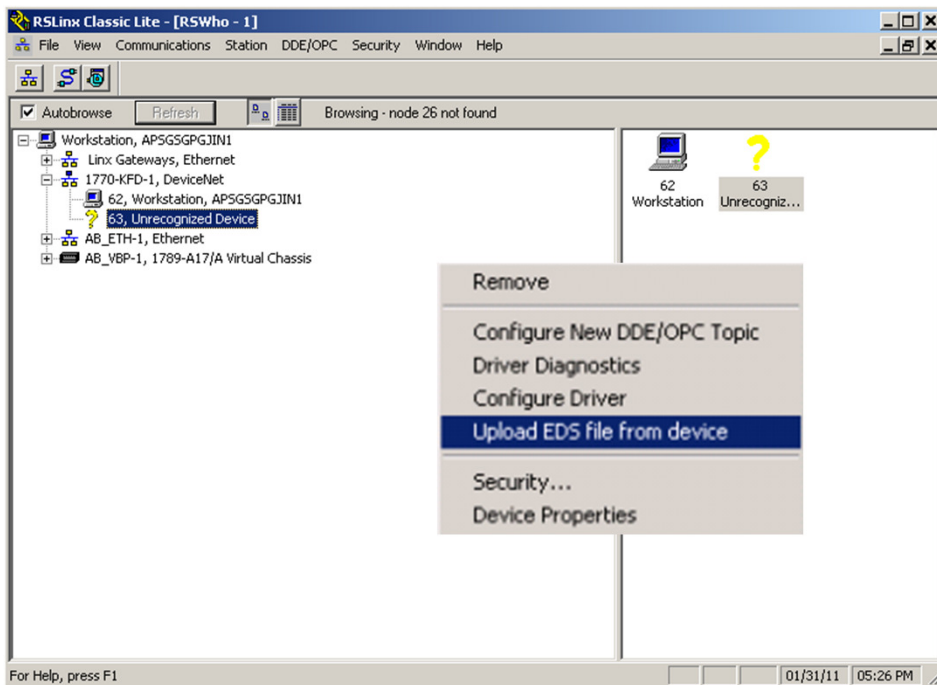 RSLinx Classic Lite - [RSWho - 1]
File View Communications Station DDE/OPC Security Window Help
Autobrowse Refresh Browsing - node 26 not found
Workstation, APSGSGPGJIN1
Linx Gateways, Ethernet
1770-KFD-1, DeviceNet
62, Workstation, APSGSGPGJIN1
63, Unrecognized Device
AB_ETH-1, Ethernet
AB_VBP-1, 1789-A17/A Virtual Chassis
62
Workstation
63
Unrecogniz...
Remove
Configure New DDE/OPC Topic
Driver Diagnostics
Configure Driver
Upload EDS file from device
Security...
Device Properties
For Help, press F1
01/31/11 05:26 PM